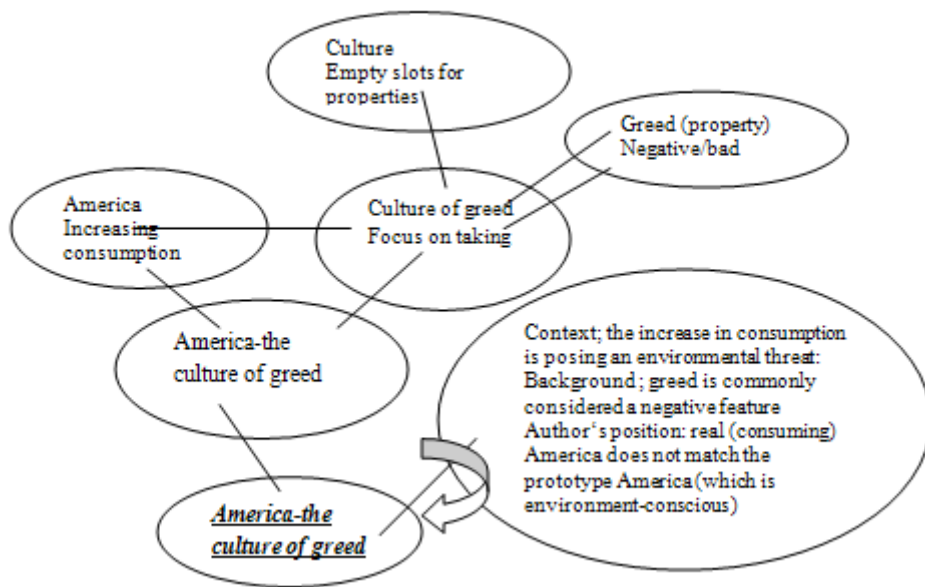 Culture
Empty slots for
properties
Greed (property)
Negative/bad
America
Increasing
consumption
Culture of greed
Focus on taking
America-the
culture of greed
Context; the increase in consumption
is posing an environmental threat:
Background; greed is commonly
considered a negative feature
Author‘s position: real (consuming)
America does not match the
prototype America (which is
environment-conscious)
America-the
culture of greed